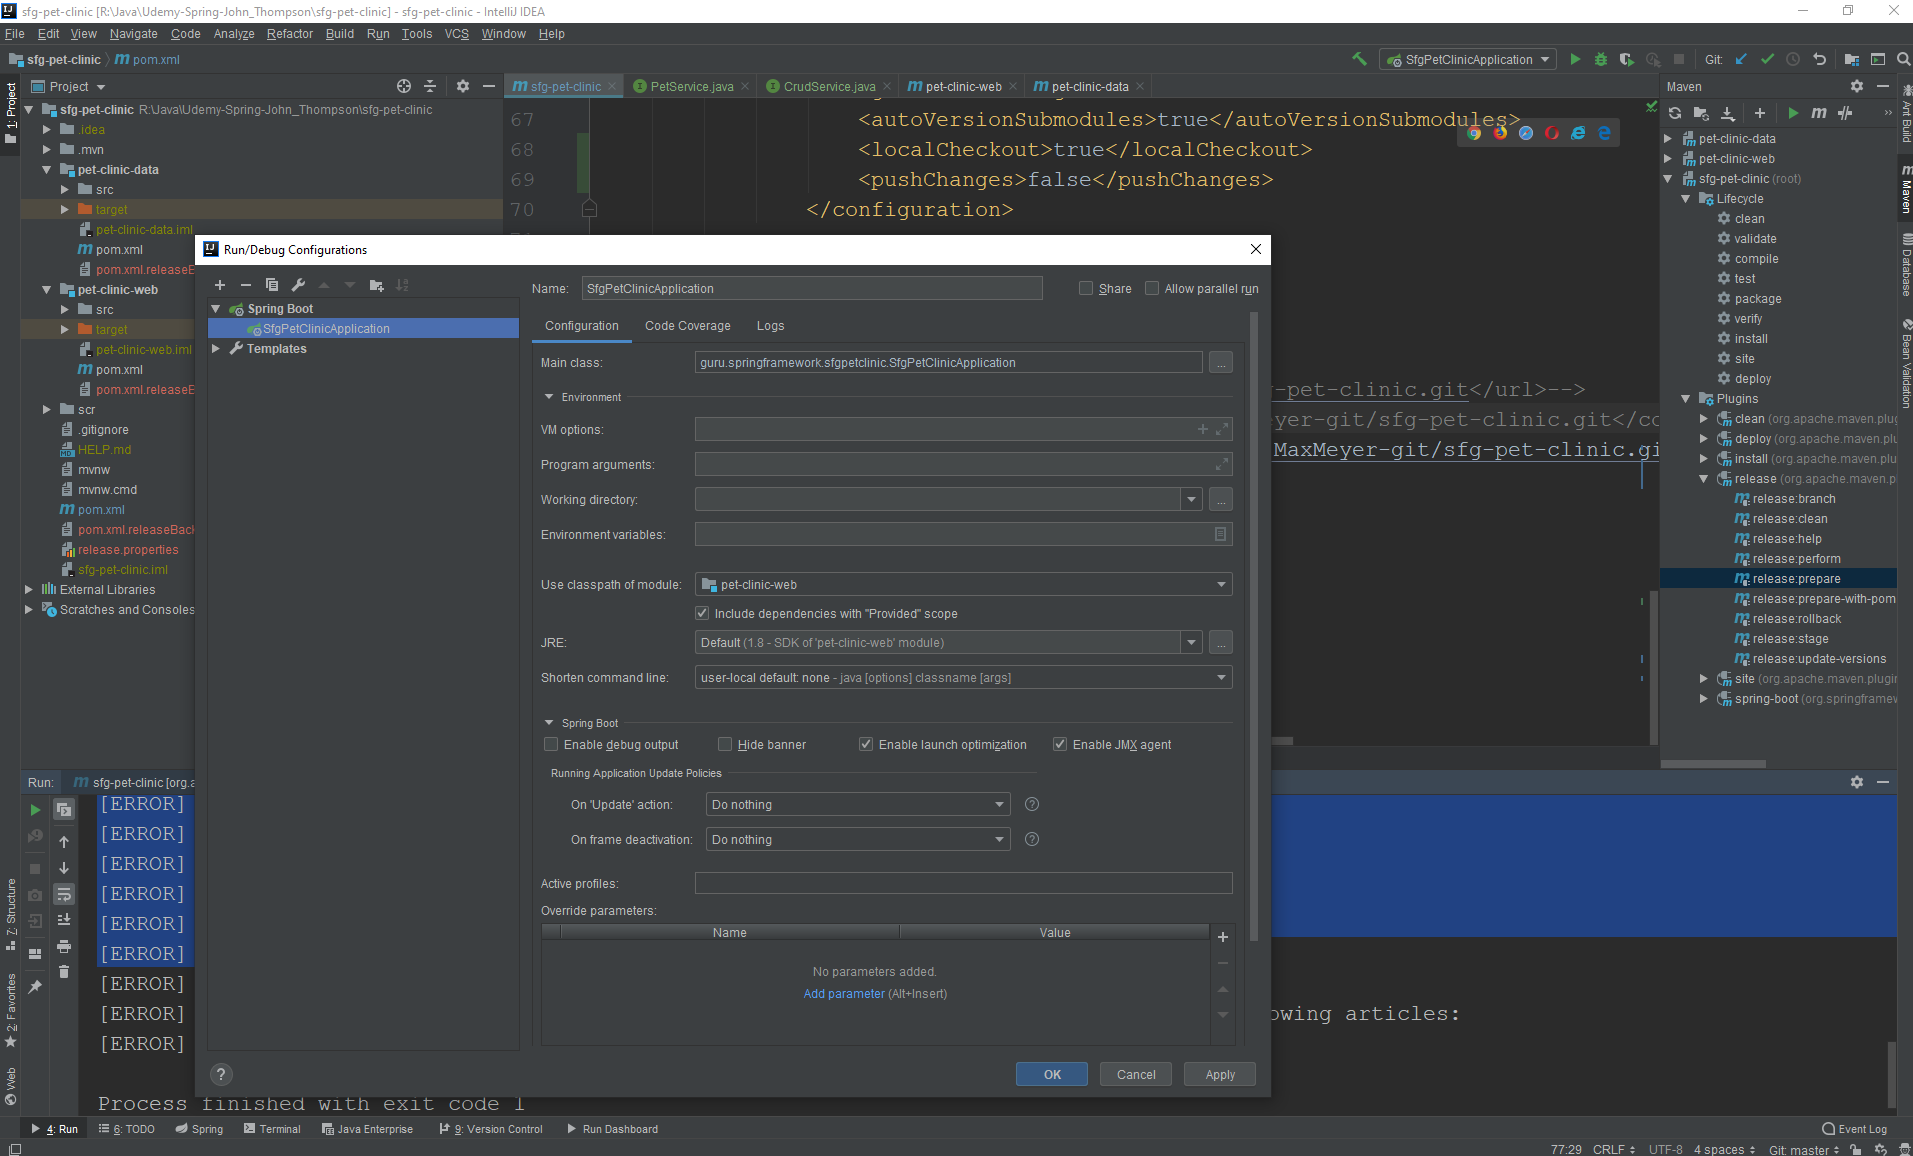 sfg-pet-clinic [R:\Java\Udemy-Spring-John_Thompson\sfg-pet-clinic] - sfg-pet-clinic - IntelliJ IDEA
File Edit View Navigate Code Analyze Refactor Build Run Tools VCS Window Help
sfg-pet-clinic pom.xml
SfgPetClinicApplication
Git:
1: Project
Project
sfg-pet-clinic R:\Java\Udemy-Spring-John_Thompson\sfg-pet-clinic
.idea
.mvn
pet-clinic-data
src
target
pet-clinic-data.iml
pom.xml
pom.xml.releaseB
pet-clinic-web
src
target
pet-clinic-web.iml
pom.xml
pom.xml.releaseB
scr
.gitignore
HELP.md
mvnw
mvnw.cmd
pom.xml
pom.xml.releaseBack
release.properties
sfg-pet-clinic.iml
External Libraries
Scratches and Consoles
sfg-pet-clinic PetService.java CrudService.java pet-clinic-web pet-clinic-data
67 <autoVersionSubmodules>true</autoVersionSubmodules>
68 <localCheckout>true</localCheckout>
69 <pushChanges>false</pushChanges>
70 </configuration>
-pet-clinic.git</url>-->
yer-git/sfg-pet-clinic.git</co
MaxMeyer-git/sfg-pet-clinic.gi
Run/Debug Configurations
Spring Boot
SfgPetClinicApplication
Templates
Name: SfgPetClinicApplication
Share Allow parallel run
Configuration Code Coverage Logs
Main class: guru.springframework.sfgpetclinic.SfgPetClinicApplication ...
Environment
VM options:
Program arguments:
Working directory: ...
Environment variables:
Use classpath of module: pet-clinic-web
Include dependencies with "Provided" scope
JRE: Default (1.8 - SDK of 'pet-clinic-web' module) ...
Shorten command line: user-local default: none - java [options] classname [args]
Spring Boot
Enable debug output Hide banner Enable launch optimization Enable JMX agent
Running Application Update Policies
On 'Update' action: Do nothing
On frame deactivation: Do nothing
Active profiles:
Override parameters:
Name Value
No parameters added.
Add parameter (Alt+Insert)
OK Cancel Apply
Maven
pet-clinic-data
pet-clinic-web
sfg-pet-clinic (root)
Lifecycle
clean
validate
compile
test
package
verify
install
site
deploy
Plugins
clean (org.apache.maven.plug
deploy (org.apache.maven.plu
install (org.apache.maven.plu
release (org.apache.maven.p
release:branch
release:clean
release:help
release:perform
release:prepare
release:prepare-with-pom
release:rollback
release:stage
release:update-versions
site (org.apache.maven.plugin
spring-boot (org.springframew
Ant Build
Maven
Database
Bean Validation
Run: sfg-pet-clinic [org.a
[ERROR]
[ERROR]
[ERROR]
[ERROR]
[ERROR]
[ERROR]
[ERROR]
[ERROR] owing articles:
[ERROR]
Process finished with exit code 1
7: Structure
2: Favorites
Web
4: Run 6: TODO Spring Terminal Java Enterprise 9: Version Control Run Dashboard Event Log
77:29 CRLF UTF-8 4 spaces Git: master